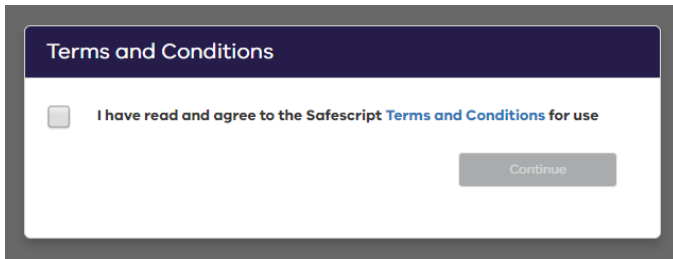 Terms and Conditions
I have read and agree to the Safescript Terms and Conditions for use
Continue